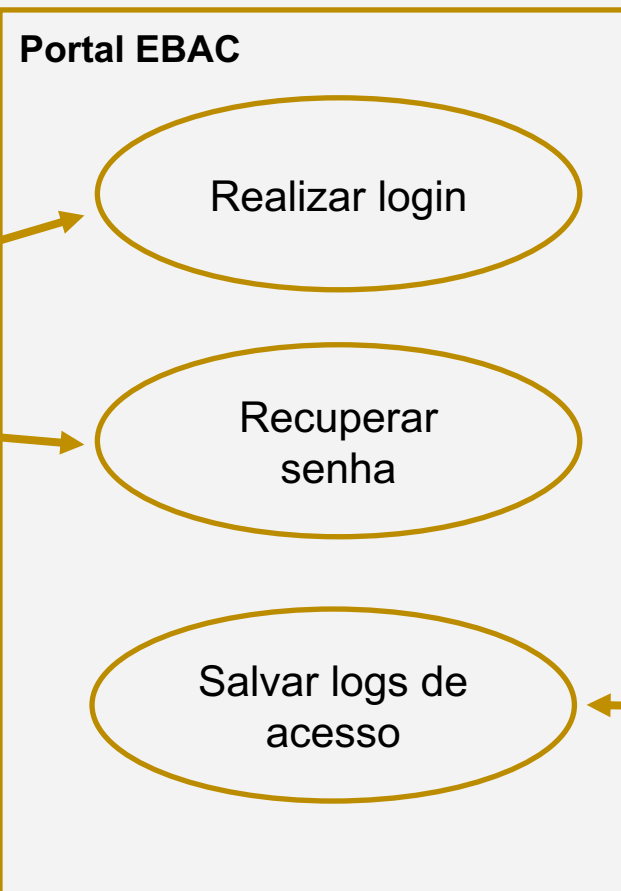 Portal EBAC
Realizar login
Recuperar
senha
Salvar logs de
acesso